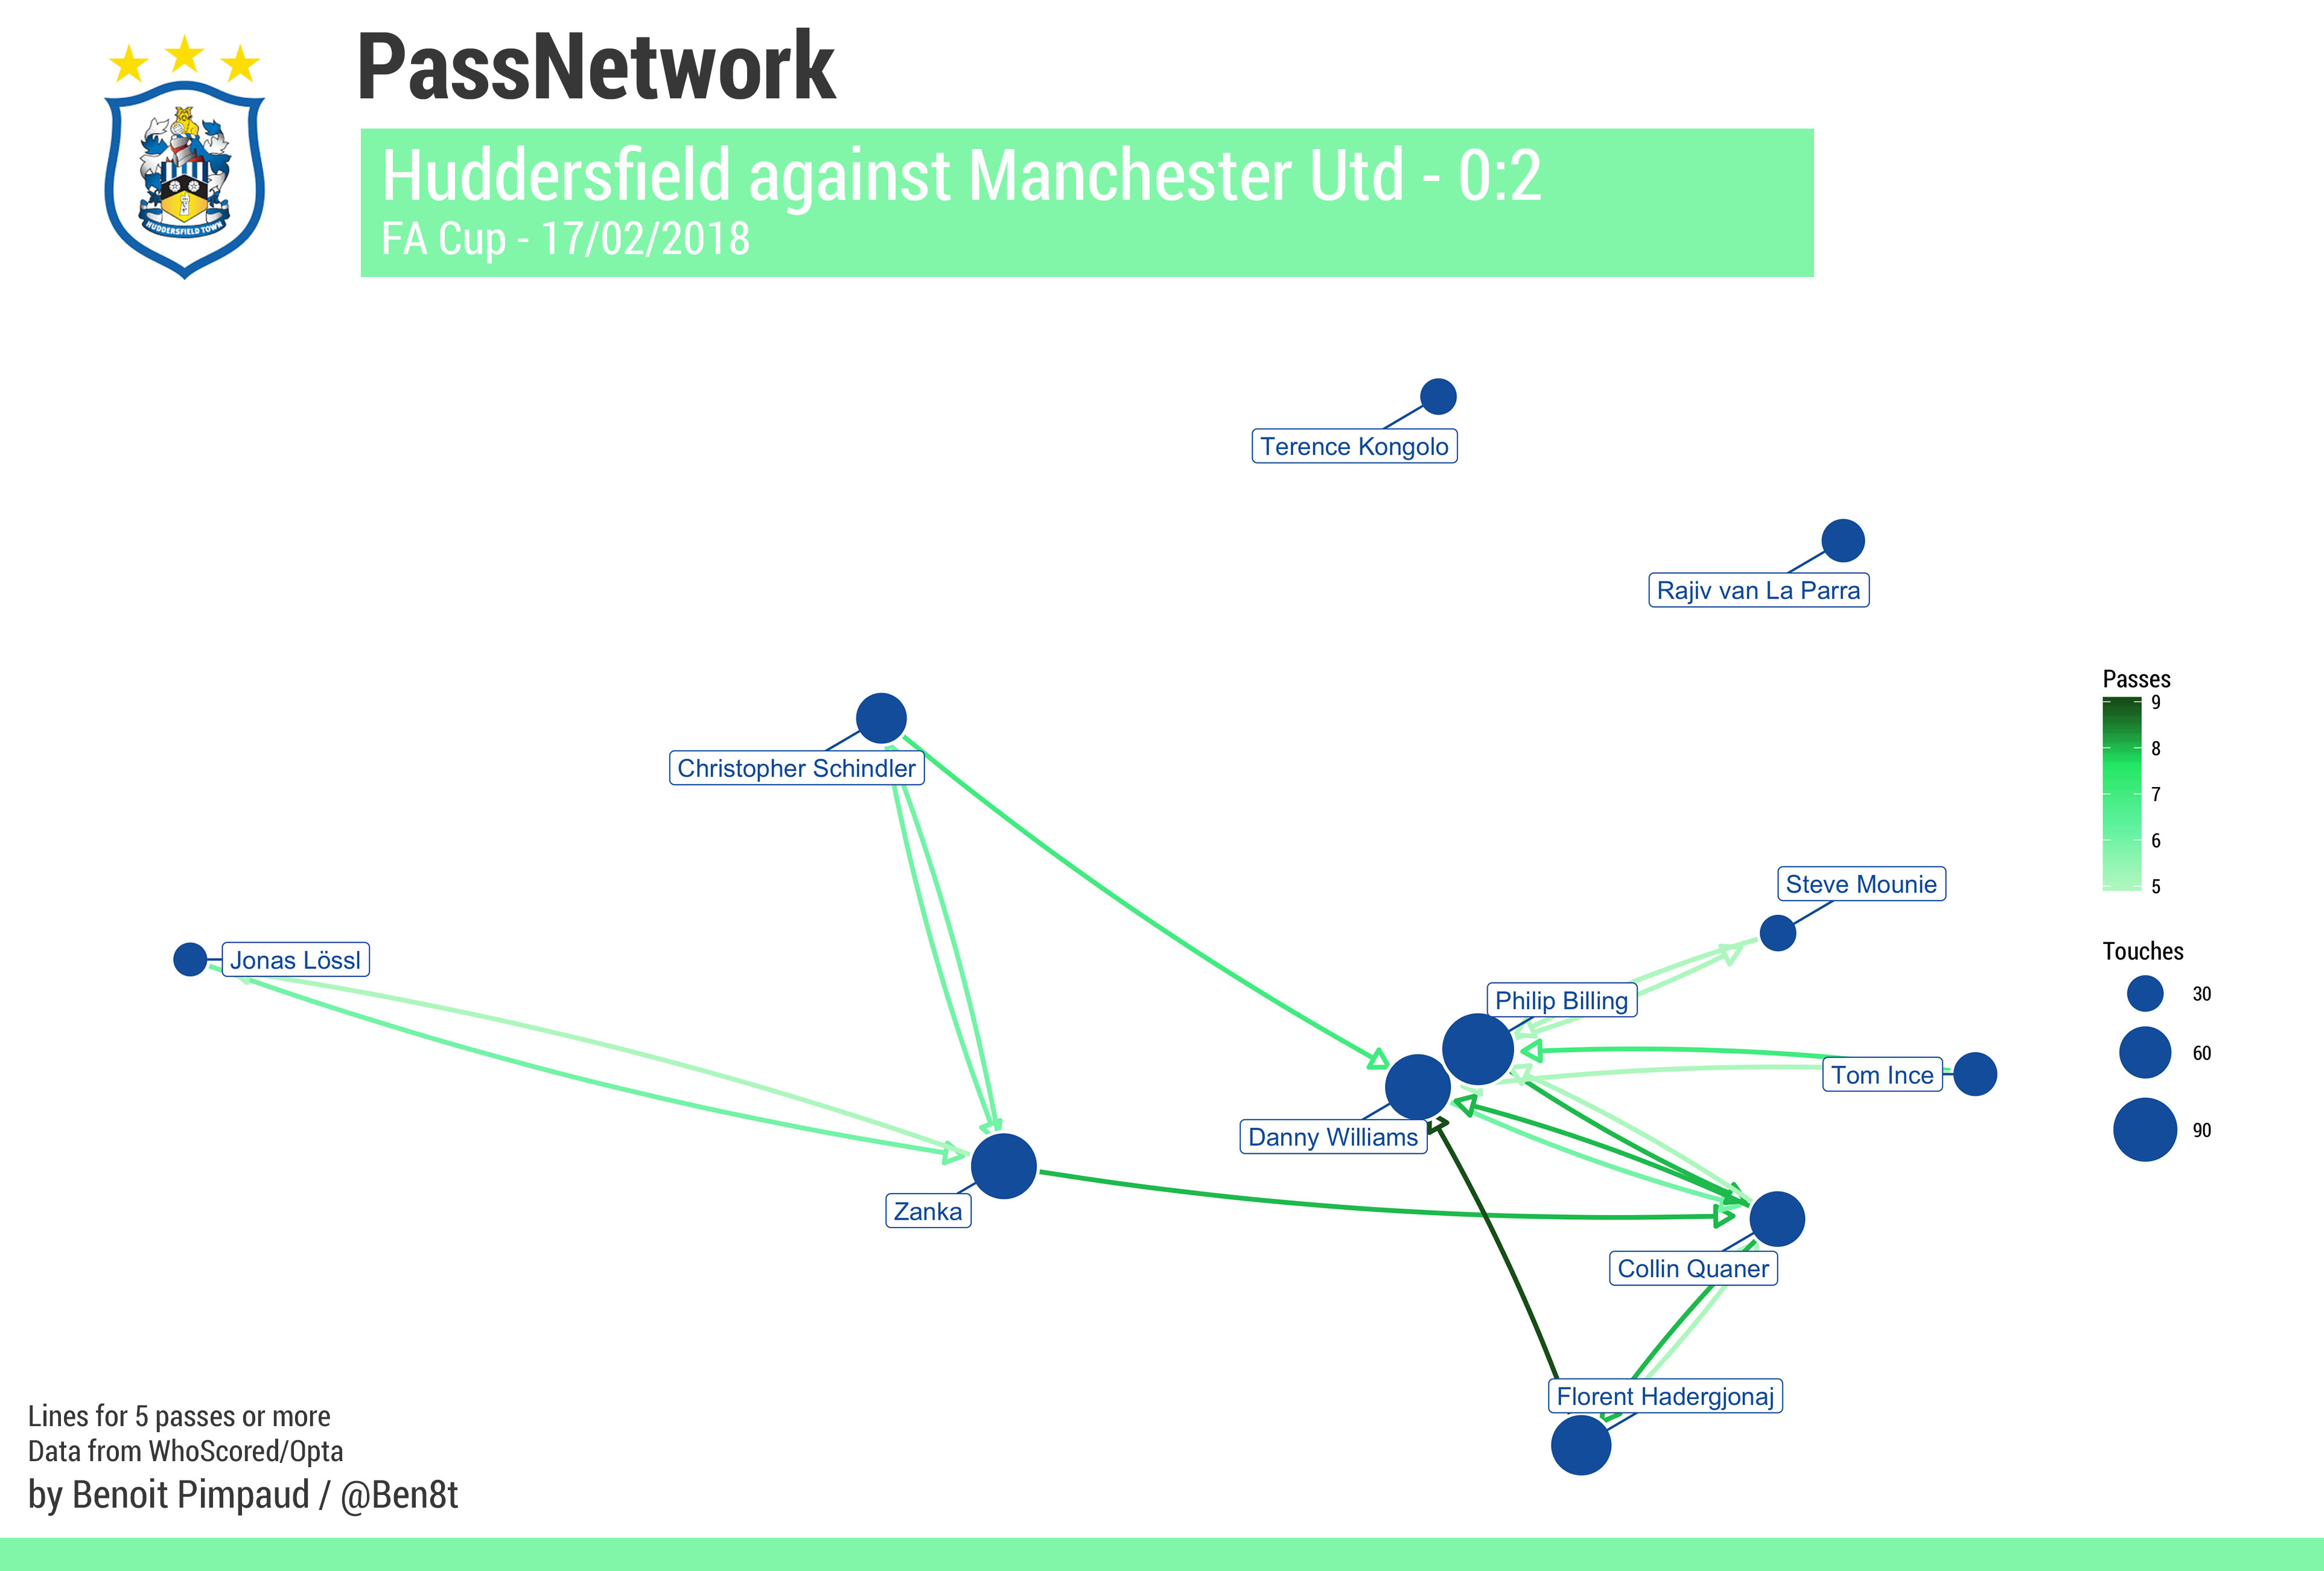 PassNetwork
Huddersfield against Manchester Utd - 0:2
FA Cup - 17/02/2018
HUDDERSFIELD TOWN
Terence Kongolo
Rajiv van La Parra
Passes
9
8
7
6
5
Christopher Schindler
Steve Mounie
Jonas Lössl
Touches
30
60
90
Philip Billing
Tom Ince
Danny Williams
Zanka
Collin Quaner
Florent Hadergjonaj
Lines for 5 passes or more
Data from WhoScored/Opta
by Benoit Pimpaud / @Ben8t